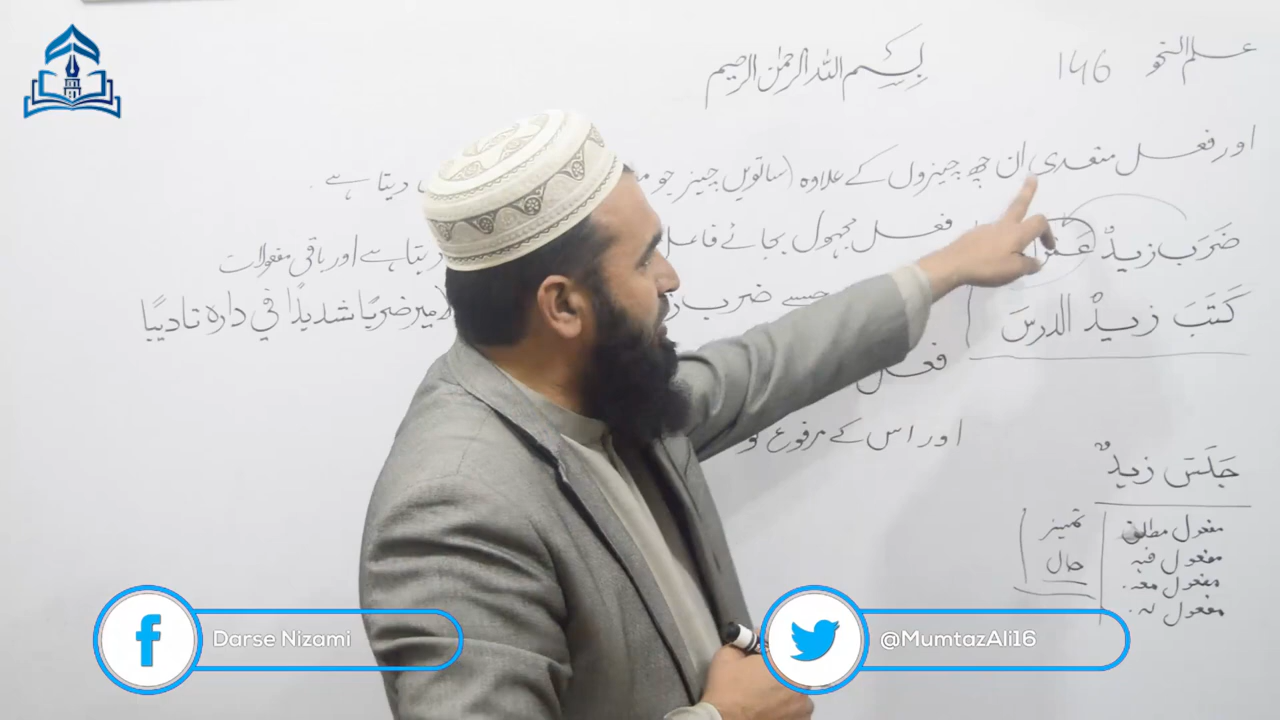 علم النحو 146 بسم اللہ الرحمن الرحیم
اور فعل متعدی ان چھ چیزوں کے علاوہ (ساتویں چیز جو دیتا ہے.
ضَرَبَ زیدٌ
فعل مجہول بجائے فاعل دیتا ہے اور باقی مفعولات
جیسے ضرب الامیر ضربًا شدیدًا فی دارہ تادیبًا
کَتَبَ زیدٌ الدرسَ
فعل
اور اس کے مرفوع کو
جَلَسَ زیدٌ
مفعول مطلق
مفعول فیہ
مفعول معہ
مفعول لہ
تمییز
حال
Darse Nizami
@MumtazAli16